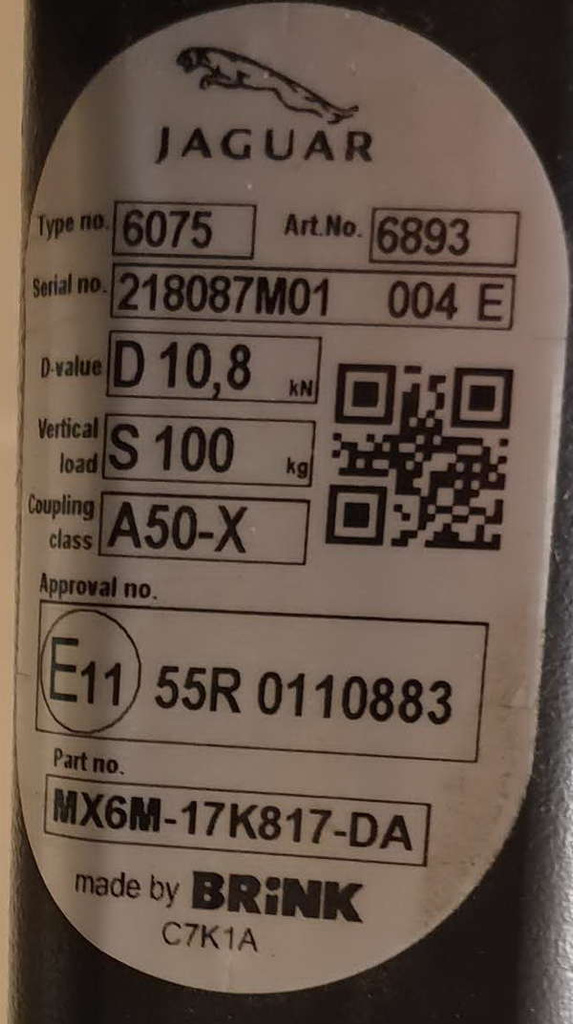 JAGUAR
Type no. 6075 Art.No. 6893
Serial no. 218087M01 004 E
D-value D 10,8 kN
Vertical load S 100 kg
Coupling class A50-X
Approval no.
E11 55R 0110883
Part no.
MX6M-17K817-DA
made by BRiNK
C7K1A